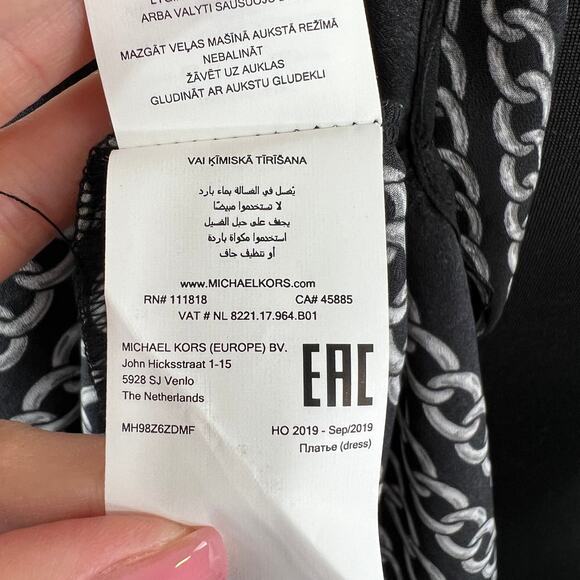 ARBA VALYTI SAUSUOJU
MAZGĀT VEĻAS MAŠĪNĀ AUKSTĀ REŽĪMĀ
NEBALINĀT
ŽĀVĒT UZ AUKLAS
GLUDINĀT AR AUKSTU GLUDEKLI
VAI ĶĪMISKĀ TĪRĪŠANA
يُغسل في الغسالة بماء بارد
لا تستخدموا مبيضًا
يجفف على حبل الغسيل
استخدموا مكواة باردة
أو تنظيف جاف
www.MICHAELKORS.com
RN# 111818 CA# 45885
VAT # NL 8221.17.964.B01
MICHAEL KORS (EUROPE) BV.
John Hicksstraat 1-15
5928 SJ Venlo
The Netherlands
EAC
MH98Z6ZDMF HO 2019 - Sep/2019
Платье (dress)